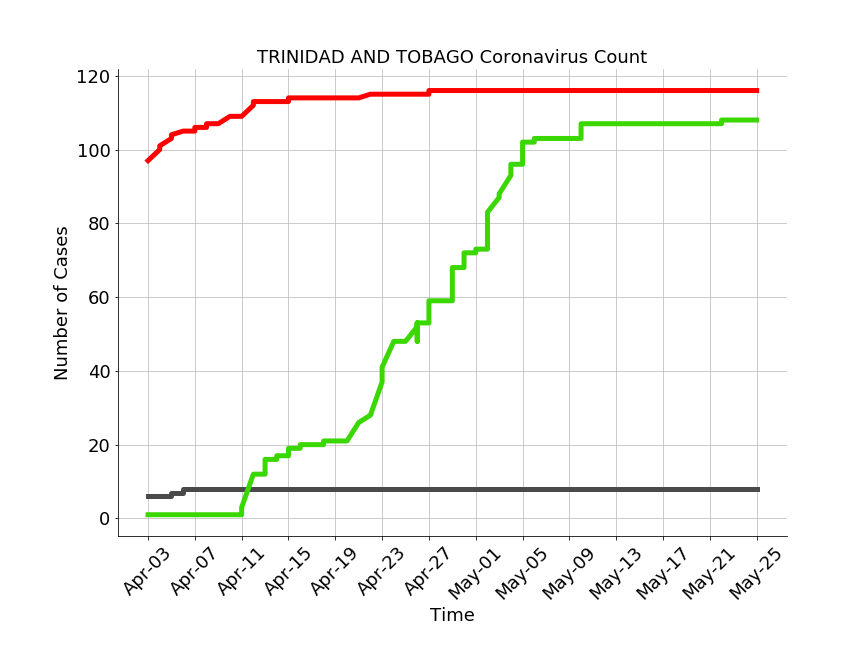 TRINIDAD AND TOBAGO Coronavirus Count
120
100
80
60
40
20
0
Number of Cases
Apr-03
Apr-07
Apr-11
Apr-15
Apr-19
Apr-23
Apr-27
May-01
May-05
May-09
May-13
May-17
May-21
May-25
Time